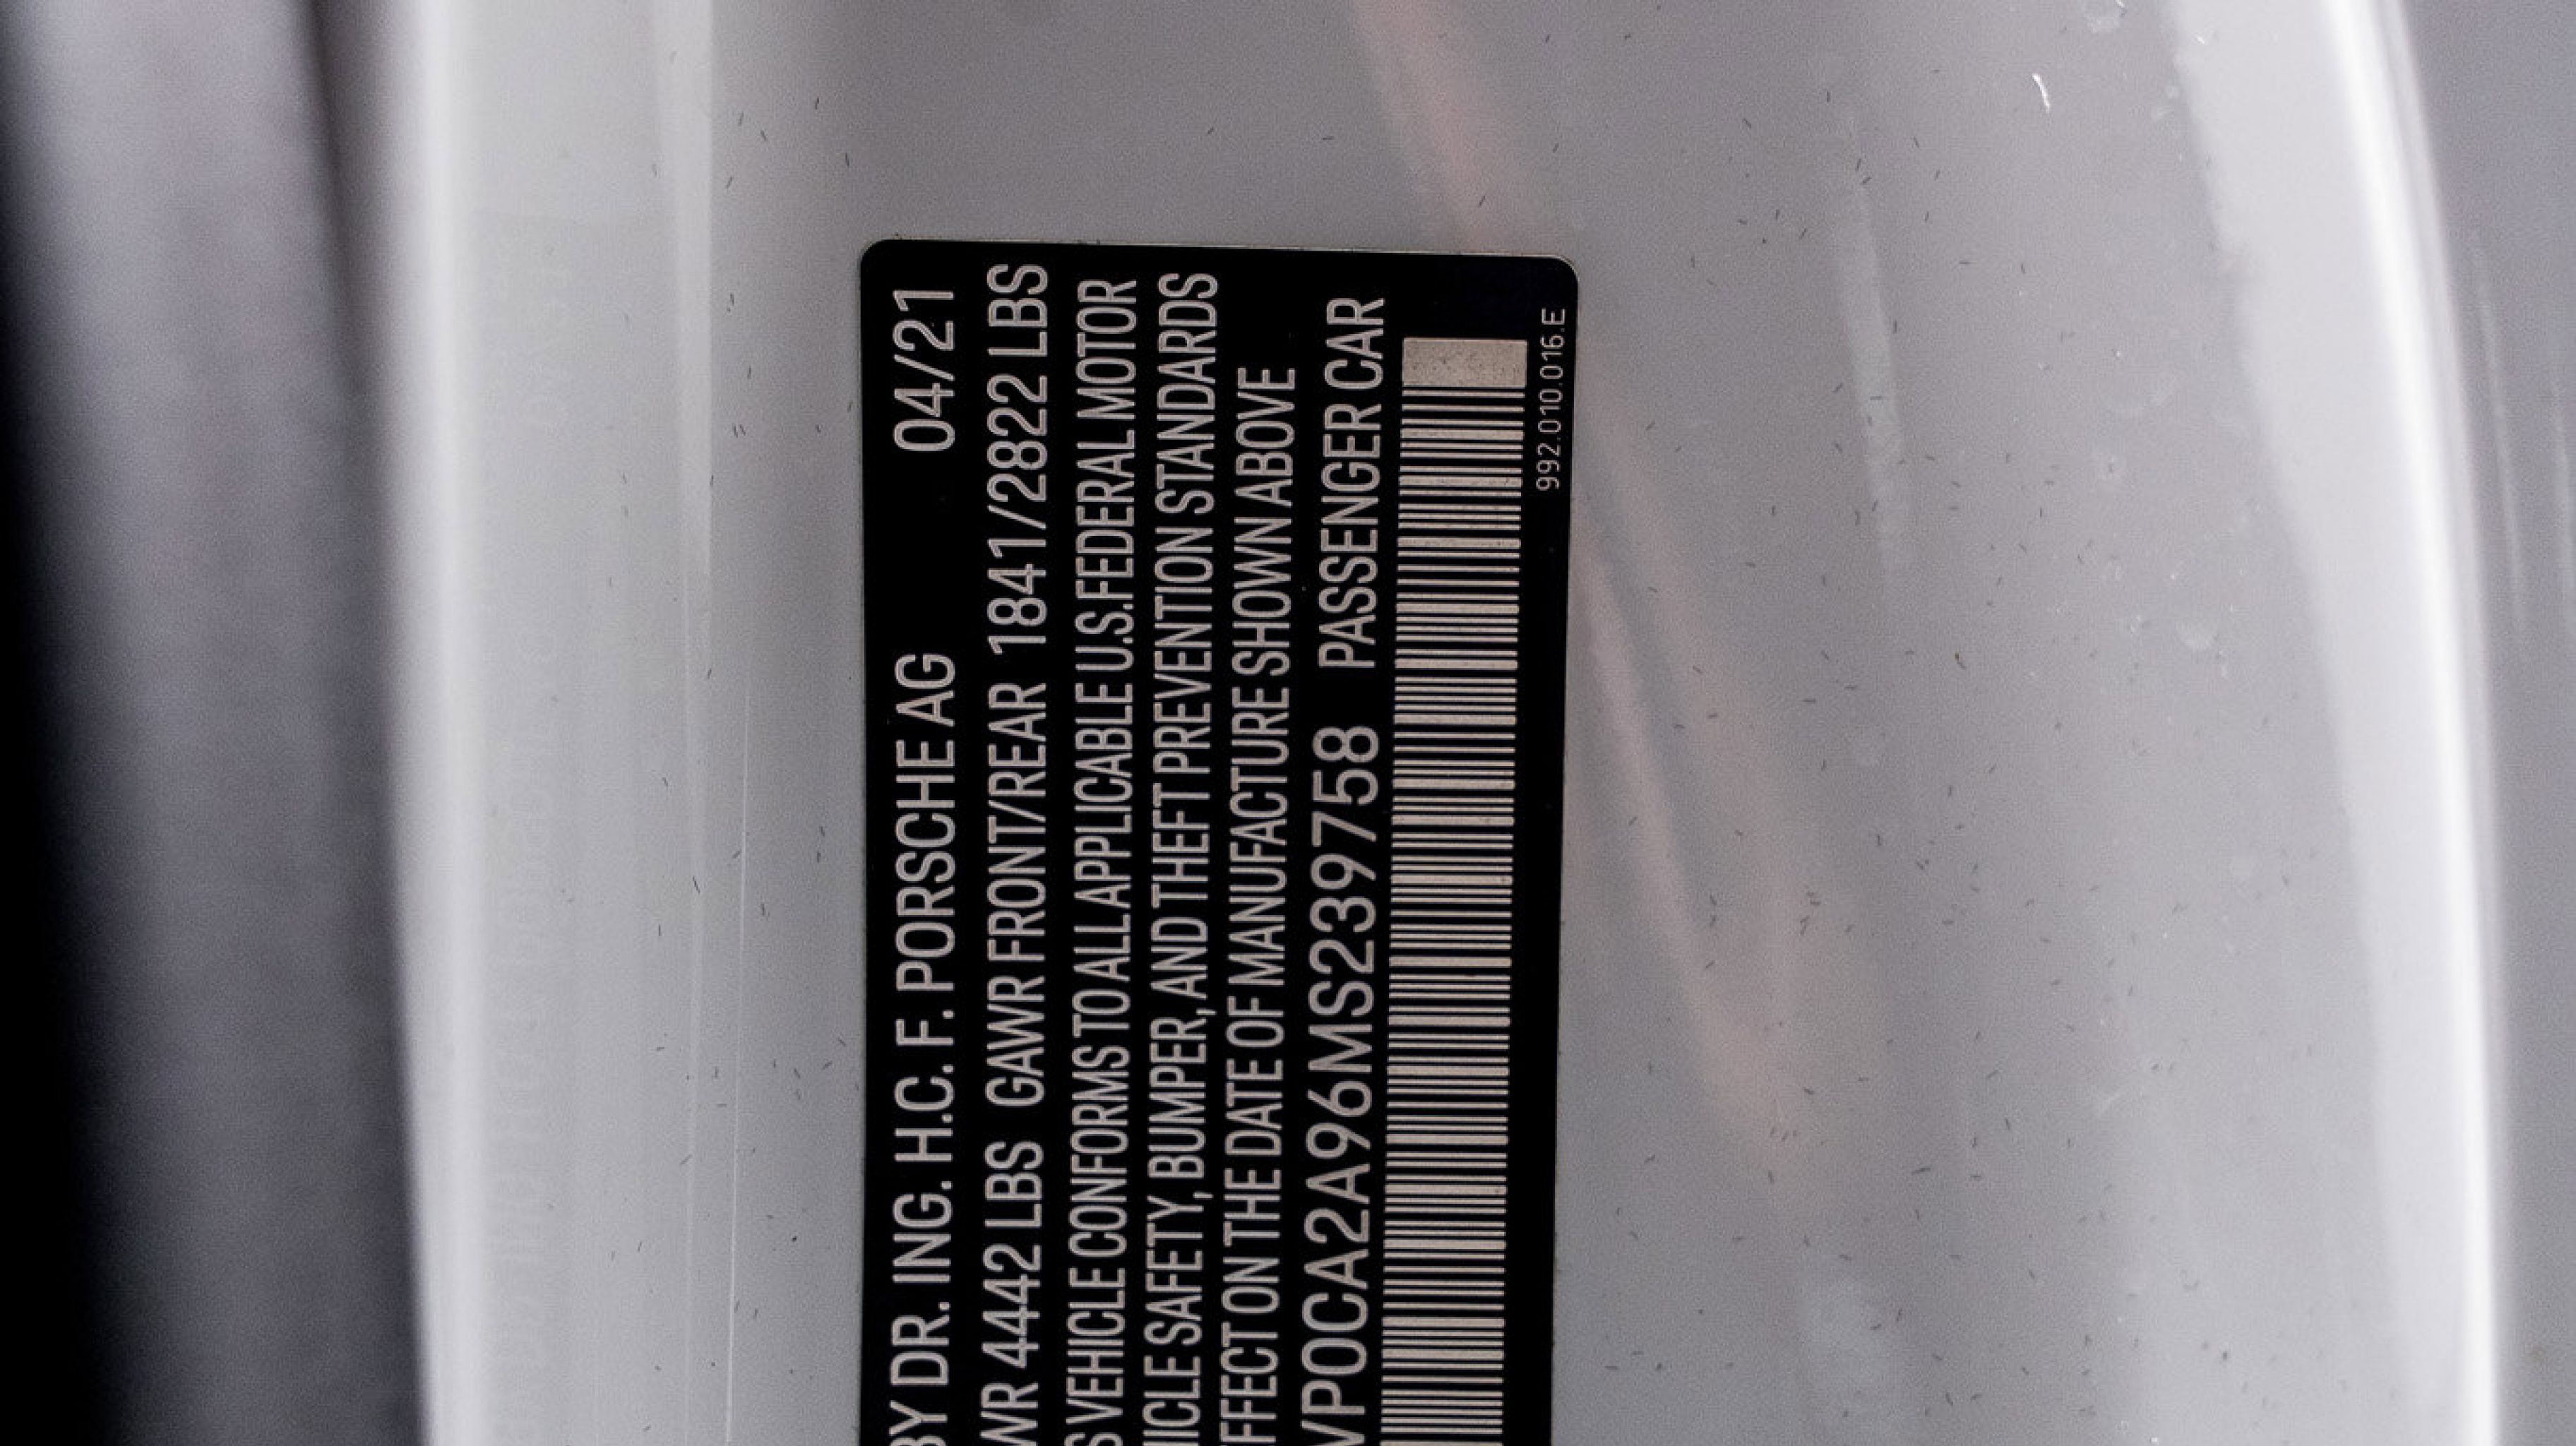 BY DR. ING. H.C. F. PORSCHE AG 04/21
WR 4442 LBS GAWR FRONT/REAR 1841/2822 LBS
S VEHICLE CONFORMS TO ALL APPLICABLE U.S.FEDERAL MOTOR
HICLE SAFETY, BUMPER, AND THEFT PREVENTION STANDARDS
FFECT ON THE DATE OF MANUFACTURE SHOWN ABOVE
VP0CA2A96MS239758 PASSENGER CAR
992.010.016.E